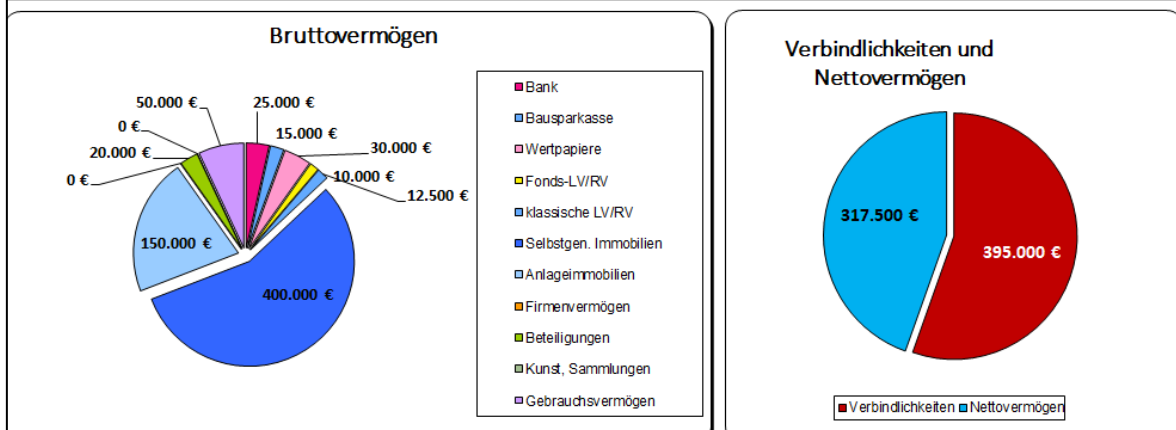 Bruttovermögen
50.000 €
25.000 €
0 €
15.000 €
20.000 €
30.000 €
0 €
10.000 €
12.500 €
150.000 €
400.000 €
Bank
Bausparkasse
Wertpapiere
Fonds-LV/RV
klassische LV/RV
Selbstgen. Immobilien
Anlageimmobilien
Firmenvermögen
Beteiligungen
Kunst, Sammlungen
Gebrauchsvermögen
Verbindlichkeiten und
Nettovermögen
317.500 €
395.000 €
Verbindlichkeiten Nettovermögen